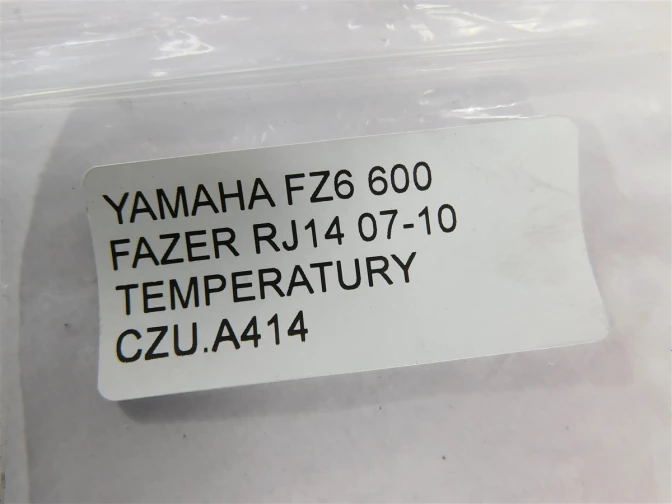 YAMAHA FZ6 600
FAZER RJ14 07-10
TEMPERATURY
CZU.A414